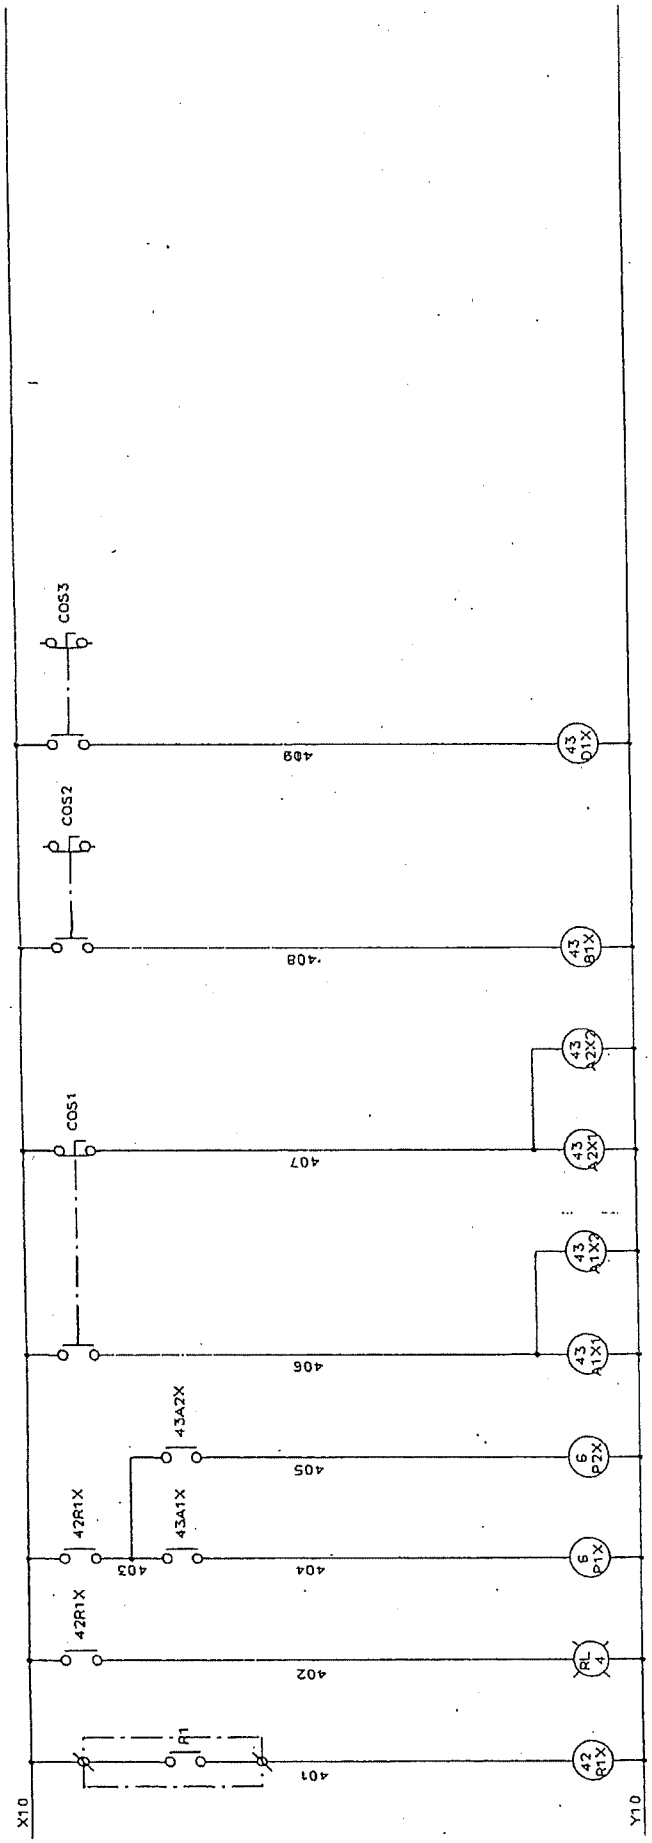 X10
R1
401
42
R1X
42R1X
402
RL
4
42R1X
403
43A1X
404
6
P1X
43A2X
405
6
P2X
COS1
406
43
A1X1
43
A1X2
407
43
A2X1
43
A2X2
COS2
408
43
B1X
COS3
409
43
D1X
Y10